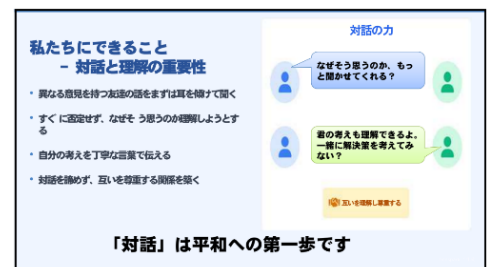 私たちにできること
– 対話と理解の重要性
• 異なる意見を持つ友達の話をまずは耳を傾けて聞く
• すぐに否定せず、なぜそう思うのか理解しようとす
る
• 自分の考えを丁寧な言葉で伝える
• 対話を諦めず、互いを尊重する関係を築く
対話の力
なぜそう思うのか、もっ
と聞かせてくれる？
君の考えも理解できるよ。
一緒に解決策を考えてみ
ない？
互いを理解し尊重する
「対話」は平和への第一歩です